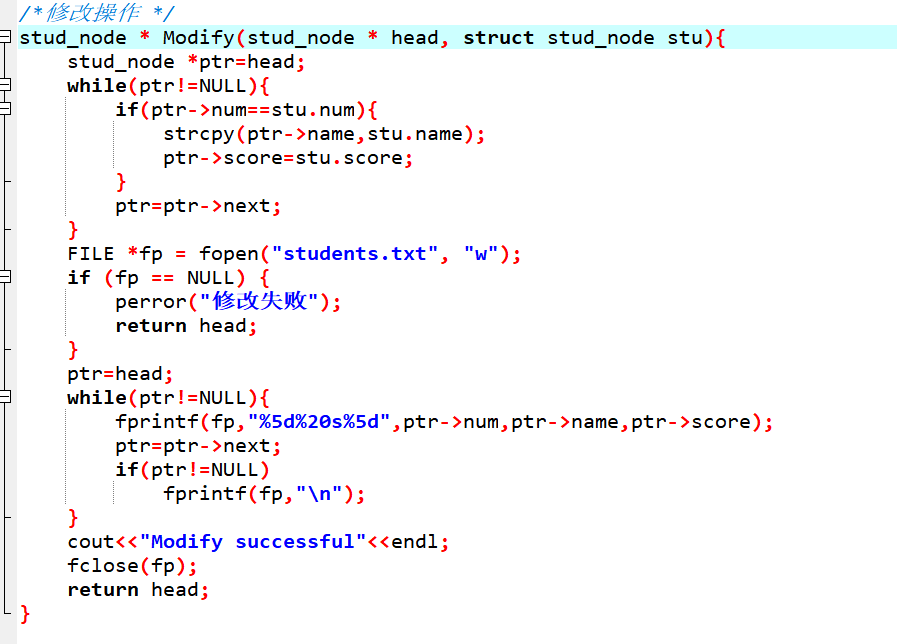 /*修改操作 */
stud_node * Modify(stud_node * head, struct stud_node stu){
    stud_node *ptr=head;
    while(ptr!=NULL){
        if(ptr->num==stu.num){
            strcpy(ptr->name,stu.name);
            ptr->score=stu.score;
        }
        ptr=ptr->next;
    }
    FILE *fp = fopen("students.txt", "w");
    if (fp == NULL) {
        perror("修改失败");
        return head;
    }
    ptr=head;
    while(ptr!=NULL){
        fprintf(fp,"%5d%20s%5d",ptr->num,ptr->name,ptr->score);
        ptr=ptr->next;
        if(ptr!=NULL)
            fprintf(fp,"\n");
    }
    cout<<"Modify successful"<<endl;
    fclose(fp);
    return head;
}